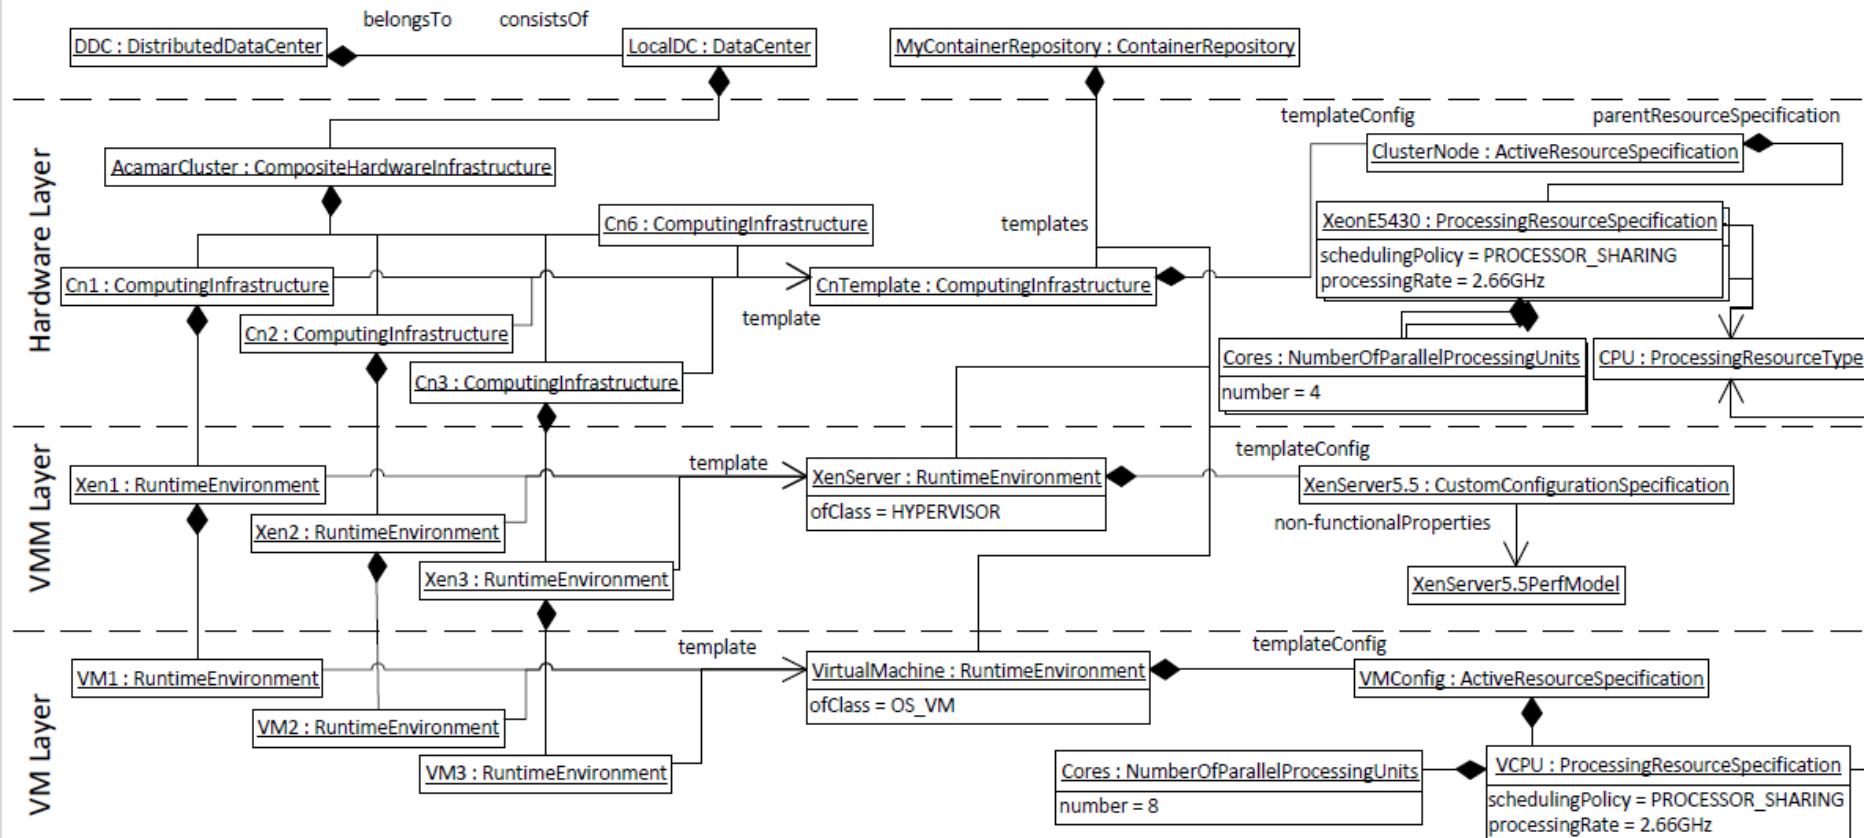 belongsTo consistsOf
DDC : DistributedDataCenter
LocalDC : DataCenter
MyContainerRepository : ContainerRepository
Hardware Layer
templateConfig
parentResourceSpecification
ClusterNode : ActiveResourceSpecification
AcamarCluster : CompositeHardwareInfrastructure
Cn6 : ComputingInfrastructure
templates
XeonE5430 : ProcessingResourceSpecification
schedulingPolicy = PROCESSOR_SHARING
processingRate = 2.66GHz
Cn1 : ComputingInfrastructure
CnTemplate : ComputingInfrastructure
template
Cn2 : ComputingInfrastructure
Cn3 : ComputingInfrastructure
Cores : NumberOfParallelProcessingUnits
number = 4
CPU : ProcessingResourceType
VMM Layer
templateConfig
template
Xen1 : RuntimeEnvironment
XenServer : RuntimeEnvironment
ofClass = HYPERVISOR
XenServer5.5 : CustomConfigurationSpecification
non-functionalProperties
Xen2 : RuntimeEnvironment
Xen3 : RuntimeEnvironment
XenServer5.5PerfModel
VM Layer
template
templateConfig
VM1 : RuntimeEnvironment
VirtualMachine : RuntimeEnvironment
ofClass = OS_VM
VMConfig : ActiveResourceSpecification
VM2 : RuntimeEnvironment
VM3 : RuntimeEnvironment
Cores : NumberOfParallelProcessingUnits
number = 8
VCPU : ProcessingResourceSpecification
schedulingPolicy = PROCESSOR_SHARING
processingRate = 2.66GHz